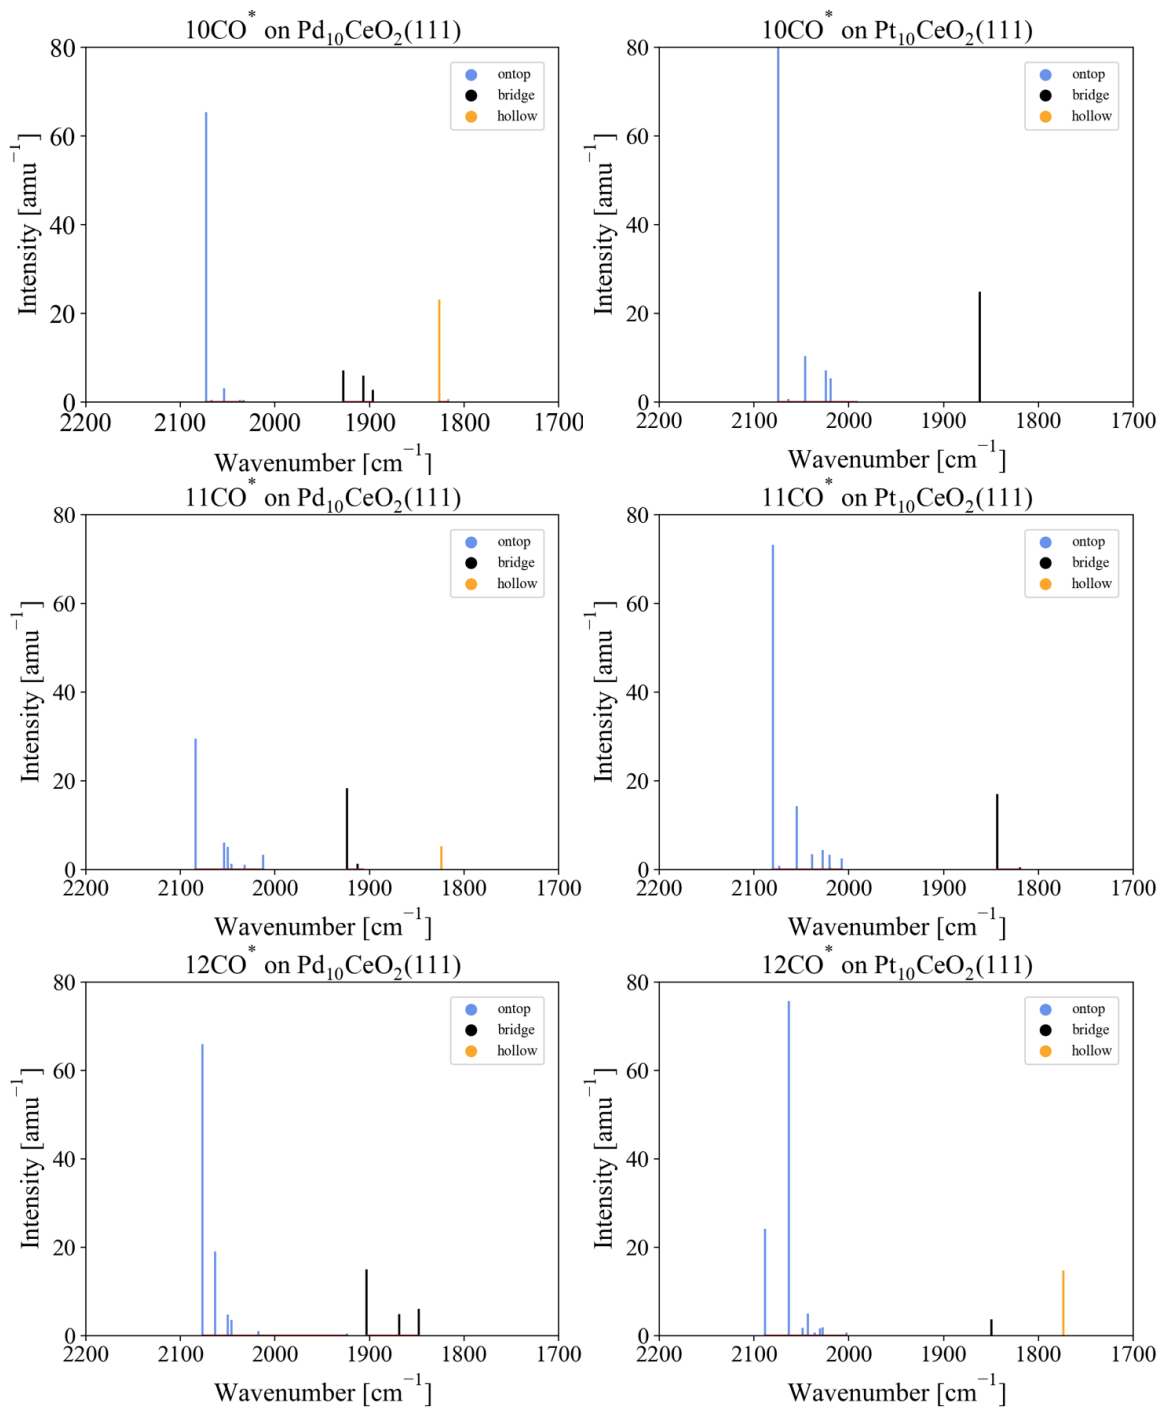 10CO* on Pd₁₀CeO₂(111)
80
60
40
20
0
Intensity [amu⁻¹]
ontop
bridge
hollow
2200 2100 2000 1900 1800 1700
Wavenumber [cm⁻¹]
10CO* on Pt₁₀CeO₂(111)
80
60
40
20
0
Intensity [amu⁻¹]
ontop
bridge
hollow
2200 2100 2000 1900 1800 1700
Wavenumber [cm⁻¹]
11CO* on Pd₁₀CeO₂(111)
80
60
40
20
0
Intensity [amu⁻¹]
ontop
bridge
hollow
2200 2100 2000 1900 1800 1700
Wavenumber [cm⁻¹]
11CO* on Pt₁₀CeO₂(111)
80
60
40
20
0
Intensity [amu⁻¹]
ontop
bridge
hollow
2200 2100 2000 1900 1800 1700
Wavenumber [cm⁻¹]
12CO* on Pd₁₀CeO₂(111)
80
60
40
20
0
Intensity [amu⁻¹]
ontop
bridge
hollow
2200 2100 2000 1900 1800 1700
Wavenumber [cm⁻¹]
12CO* on Pt₁₀CeO₂(111)
80
60
40
20
0
Intensity [amu⁻¹]
ontop
bridge
hollow
2200 2100 2000 1900 1800 1700
Wavenumber [cm⁻¹]